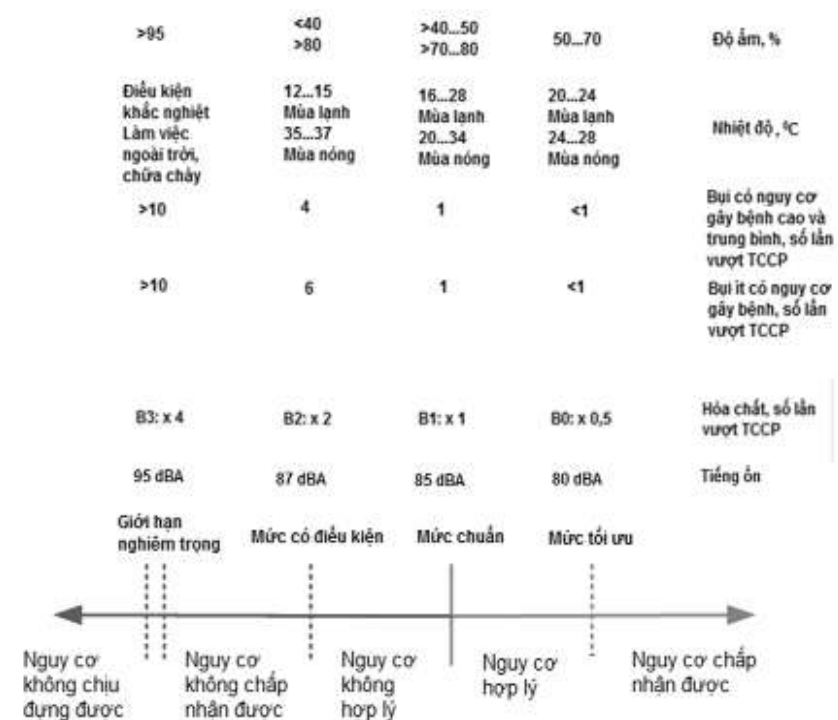 >95
<40
>80
>40...50
>70...80
50...70
Độ ẩm, %
Điều kiện
khắc nghiệt
Làm việc
ngoài trời,
chữa cháy
12...15
Mùa lạnh
35...37
Mùa nóng
16...28
Mùa lạnh
20...34
Mùa nóng
20...24
Mùa lạnh
24...28
Mùa nóng
Nhiệt độ, ⁰C
>10
4
1
<1
Bụi có nguy cơ
gây bệnh cao và
trung bình, số lần
vượt TCCP
>10
6
1
<1
Bụi ít có nguy cơ
gây bệnh, số lần
vượt TCCP
B3: x 4
B2: x 2
B1: x 1
B0: x 0,5
Hóa chất, số lần
vượt TCCP
95 dBA
87 dBA
85 dBA
80 dBA
Tiếng ồn
Giới hạn
nghiêm trọng
Mức có điều kiện
Mức chuẩn
Mức tối ưu
Nguy cơ
không chịu
đựng được
Nguy cơ
không chấp
nhận được
Nguy cơ
không
hợp lý
Nguy cơ
hợp lý
Nguy cơ chấp
nhận được